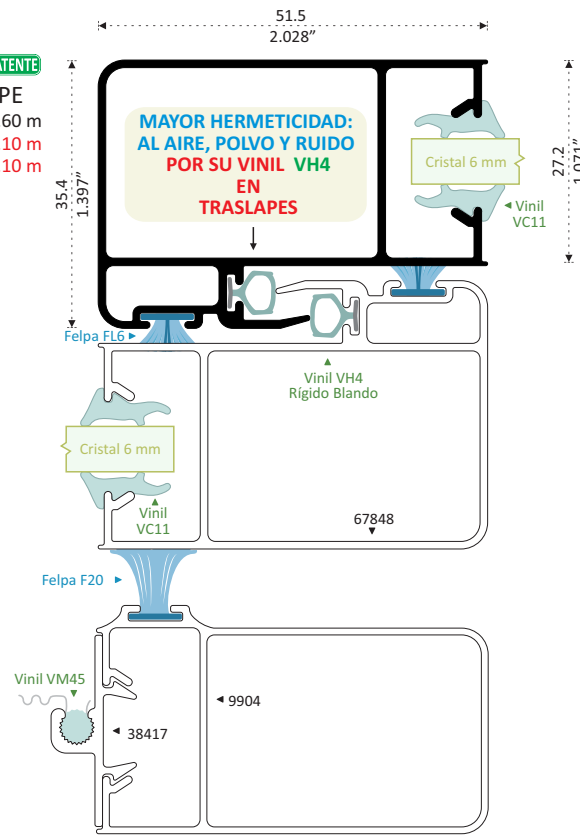 51.5
2.028”
ATENTE
PE
60 m
.10 m
.10 m
35.4
1.397”
MAYOR HERMETICIDAD:
AL AIRE, POLVO Y RUIDO
POR SU VINIL VH4
EN
TRASLAPES
Cristal 6 mm
27.2
1.071”
Vinil
VC11
Felpa FL6
Vinil VH4
Rígido Blando
Cristal 6 mm
Vinil
VC11
67848
Felpa F20
Vinil VM45
9904
38417